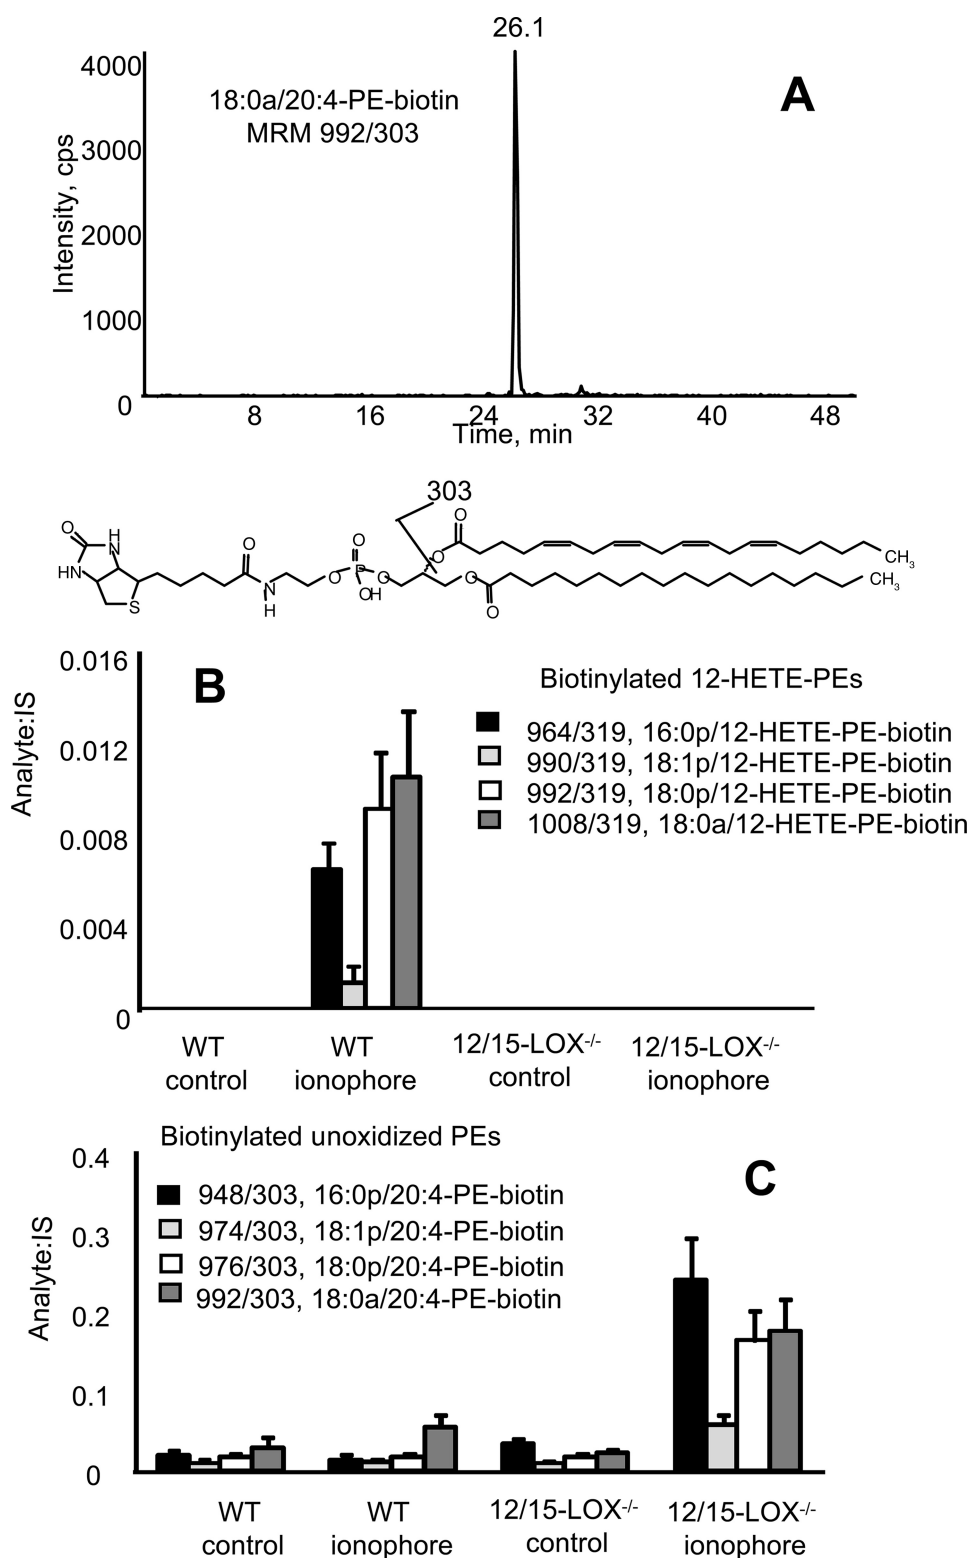 26.1
A
18:0a/20:4-PE-biotin
MRM 992/303
Intensity, cps
4000
3000
2000
1000
0
8 16 24 32 40 48
Time, min
303
O
NH
HN
S
O
N
H
O
O
P
OH
O
O
O
CH3
O
O
CH3
B
Analyte:IS
0.016
0.012
0.008
0.004
0
Biotinylated 12-HETE-PEs
964/319, 16:0p/12-HETE-PE-biotin
990/319, 18:1p/12-HETE-PE-biotin
992/319, 18:0p/12-HETE-PE-biotin
1008/319, 18:0a/12-HETE-PE-biotin
WT control
WT ionophore
12/15-LOX-/- control
12/15-LOX-/- ionophore
Biotinylated unoxidized PEs
C
Analyte:IS
0.4
0.3
0.2
0.1
0
948/303, 16:0p/20:4-PE-biotin
974/303, 18:1p/20:4-PE-biotin
976/303, 18:0p/20:4-PE-biotin
992/303, 18:0a/20:4-PE-biotin
WT control
WT ionophore
12/15-LOX-/- control
12/15-LOX-/- ionophore